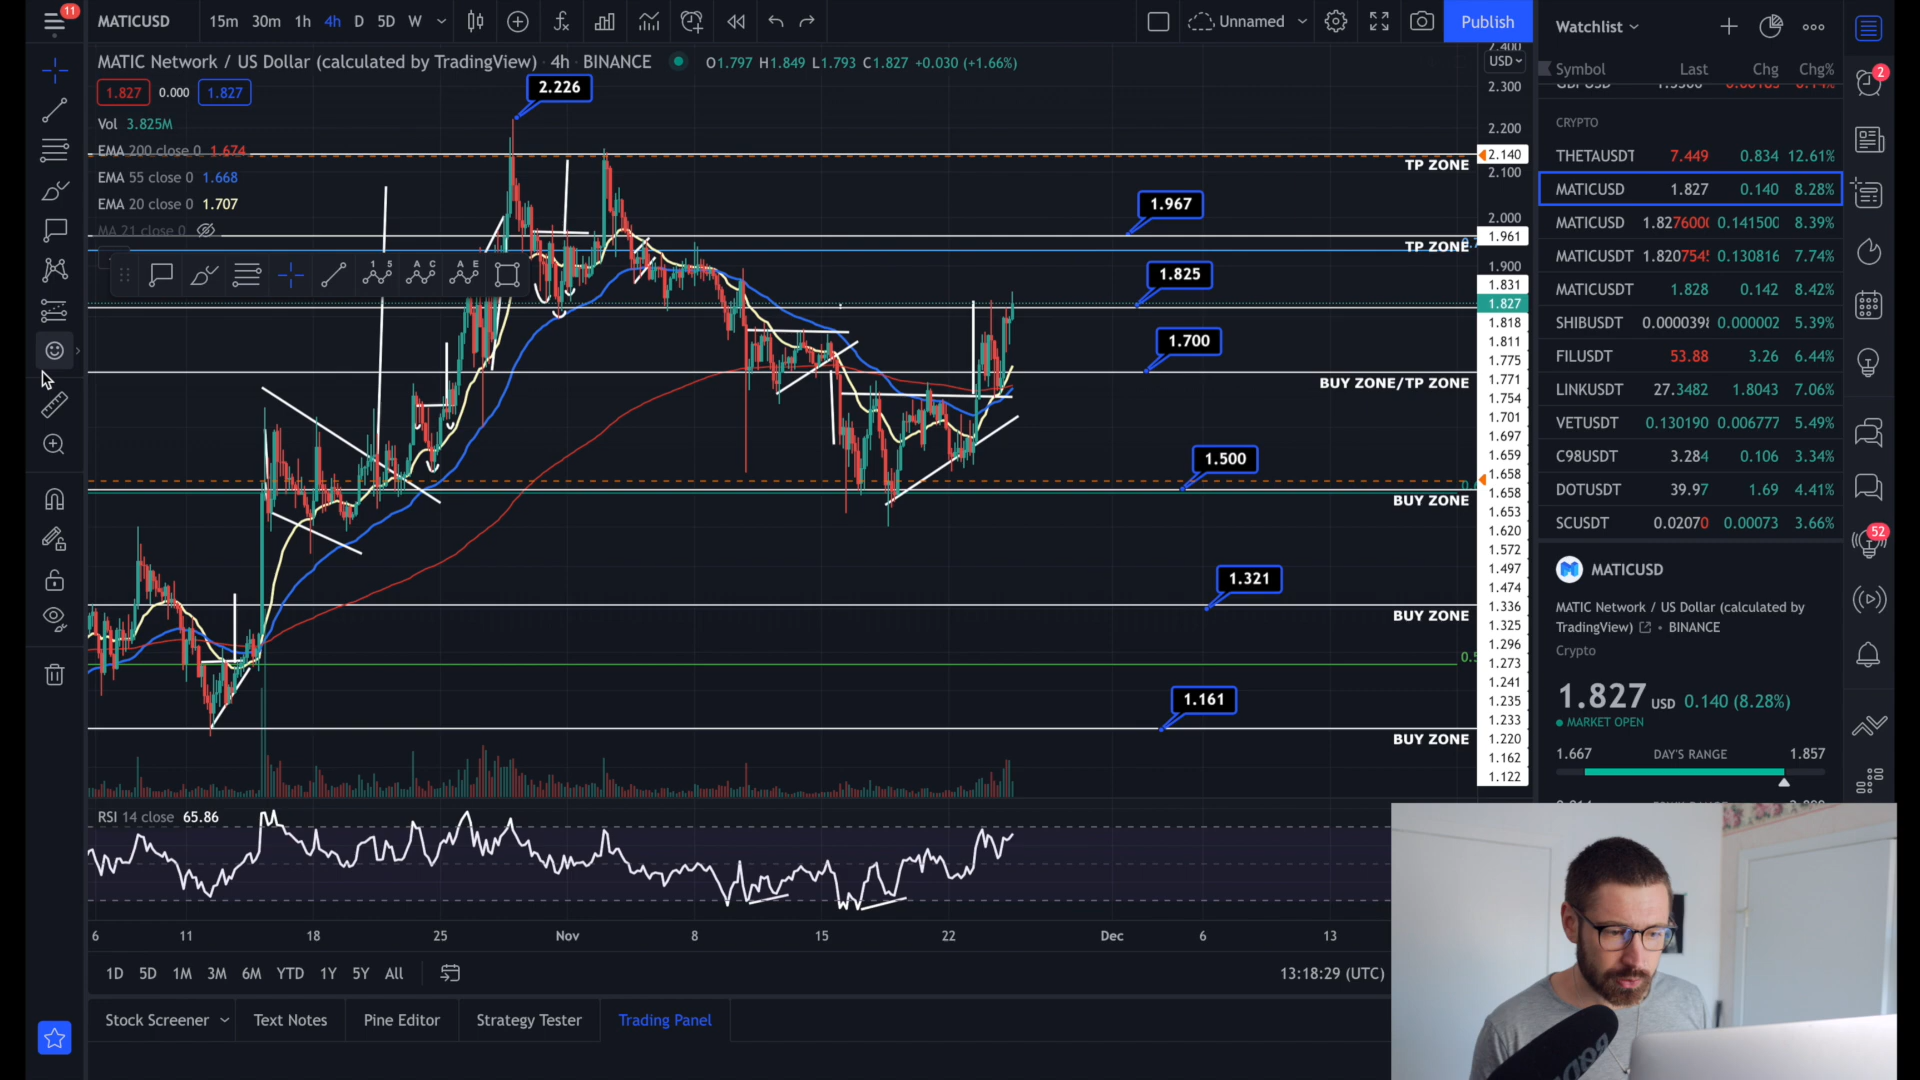 11
MATICUSD 15m 30m 1h 4h D 5D W
Unnamed
Publish
MATIC Network / US Dollar (calculated by TradingView) · 4h · BINANCE O1.797 H1.849 L1.793 C1.827 +0.030 (+1.66%)
1.827 0.000 1.827
Vol 3.825M
EMA 200 close 0 1.674
EMA 55 close 0 1.668
EMA 20 close 0 1.707
MA 21 close 0
1 5
A C
A E
2.226
1.967
1.825
1.700
1.500
1.321
1.161
TP ZONE
TP ZONE
BUY ZONE/TP ZONE
BUY ZONE
BUY ZONE
BUY ZONE
7.400
USD
2.300
2.200
2.140
2.100
2.000
1.961
1.900
1.831
1.827
1.818
1.811
1.775
1.771
1.754
1.701
1.697
1.659
1.658
1.658
1.653
1.620
1.572
1.497
1.474
1.336
1.325
1.296
1.273
1.241
1.235
1.233
1.220
1.162
1.122
RSI 14 close 65.86
6 11 18 25 Nov 8 15 22 Dec 6 13
1D 5D 1M 3M 6M YTD 1Y 5Y All
13:18:29 (UTC)
Stock Screener Text Notes Pine Editor Strategy Tester Trading Panel
Watchlist
Symbol Last Chg Chg%
CRYPTO
THETAUSDT 7.449 0.834 12.61%
MATICUSD 1.827 0.140 8.28%
MATICUSD 1.827600 0.141500 8.39%
MATICUSDT 1.820754 0.130816 7.74%
MATICUSDT 1.828 0.142 8.42%
SHIBUSDT 0.0000398 0.000002 5.39%
FILUSDT 53.88 3.26 6.44%
LINKUSDT 27.3482 1.8043 7.06%
VETUSDT 0.130190 0.006777 5.49%
C98USDT 3.284 0.106 3.34%
DOTUSDT 39.97 1.69 4.41%
SCUSDT 0.02070 0.00073 3.66%
MATICUSD
MATIC Network / US Dollar (calculated by
TradingView) · BINANCE
Crypto
1.827 USD 0.140 (8.28%)
MARKET OPEN
1.667 DAY'S RANGE 1.857
2
52